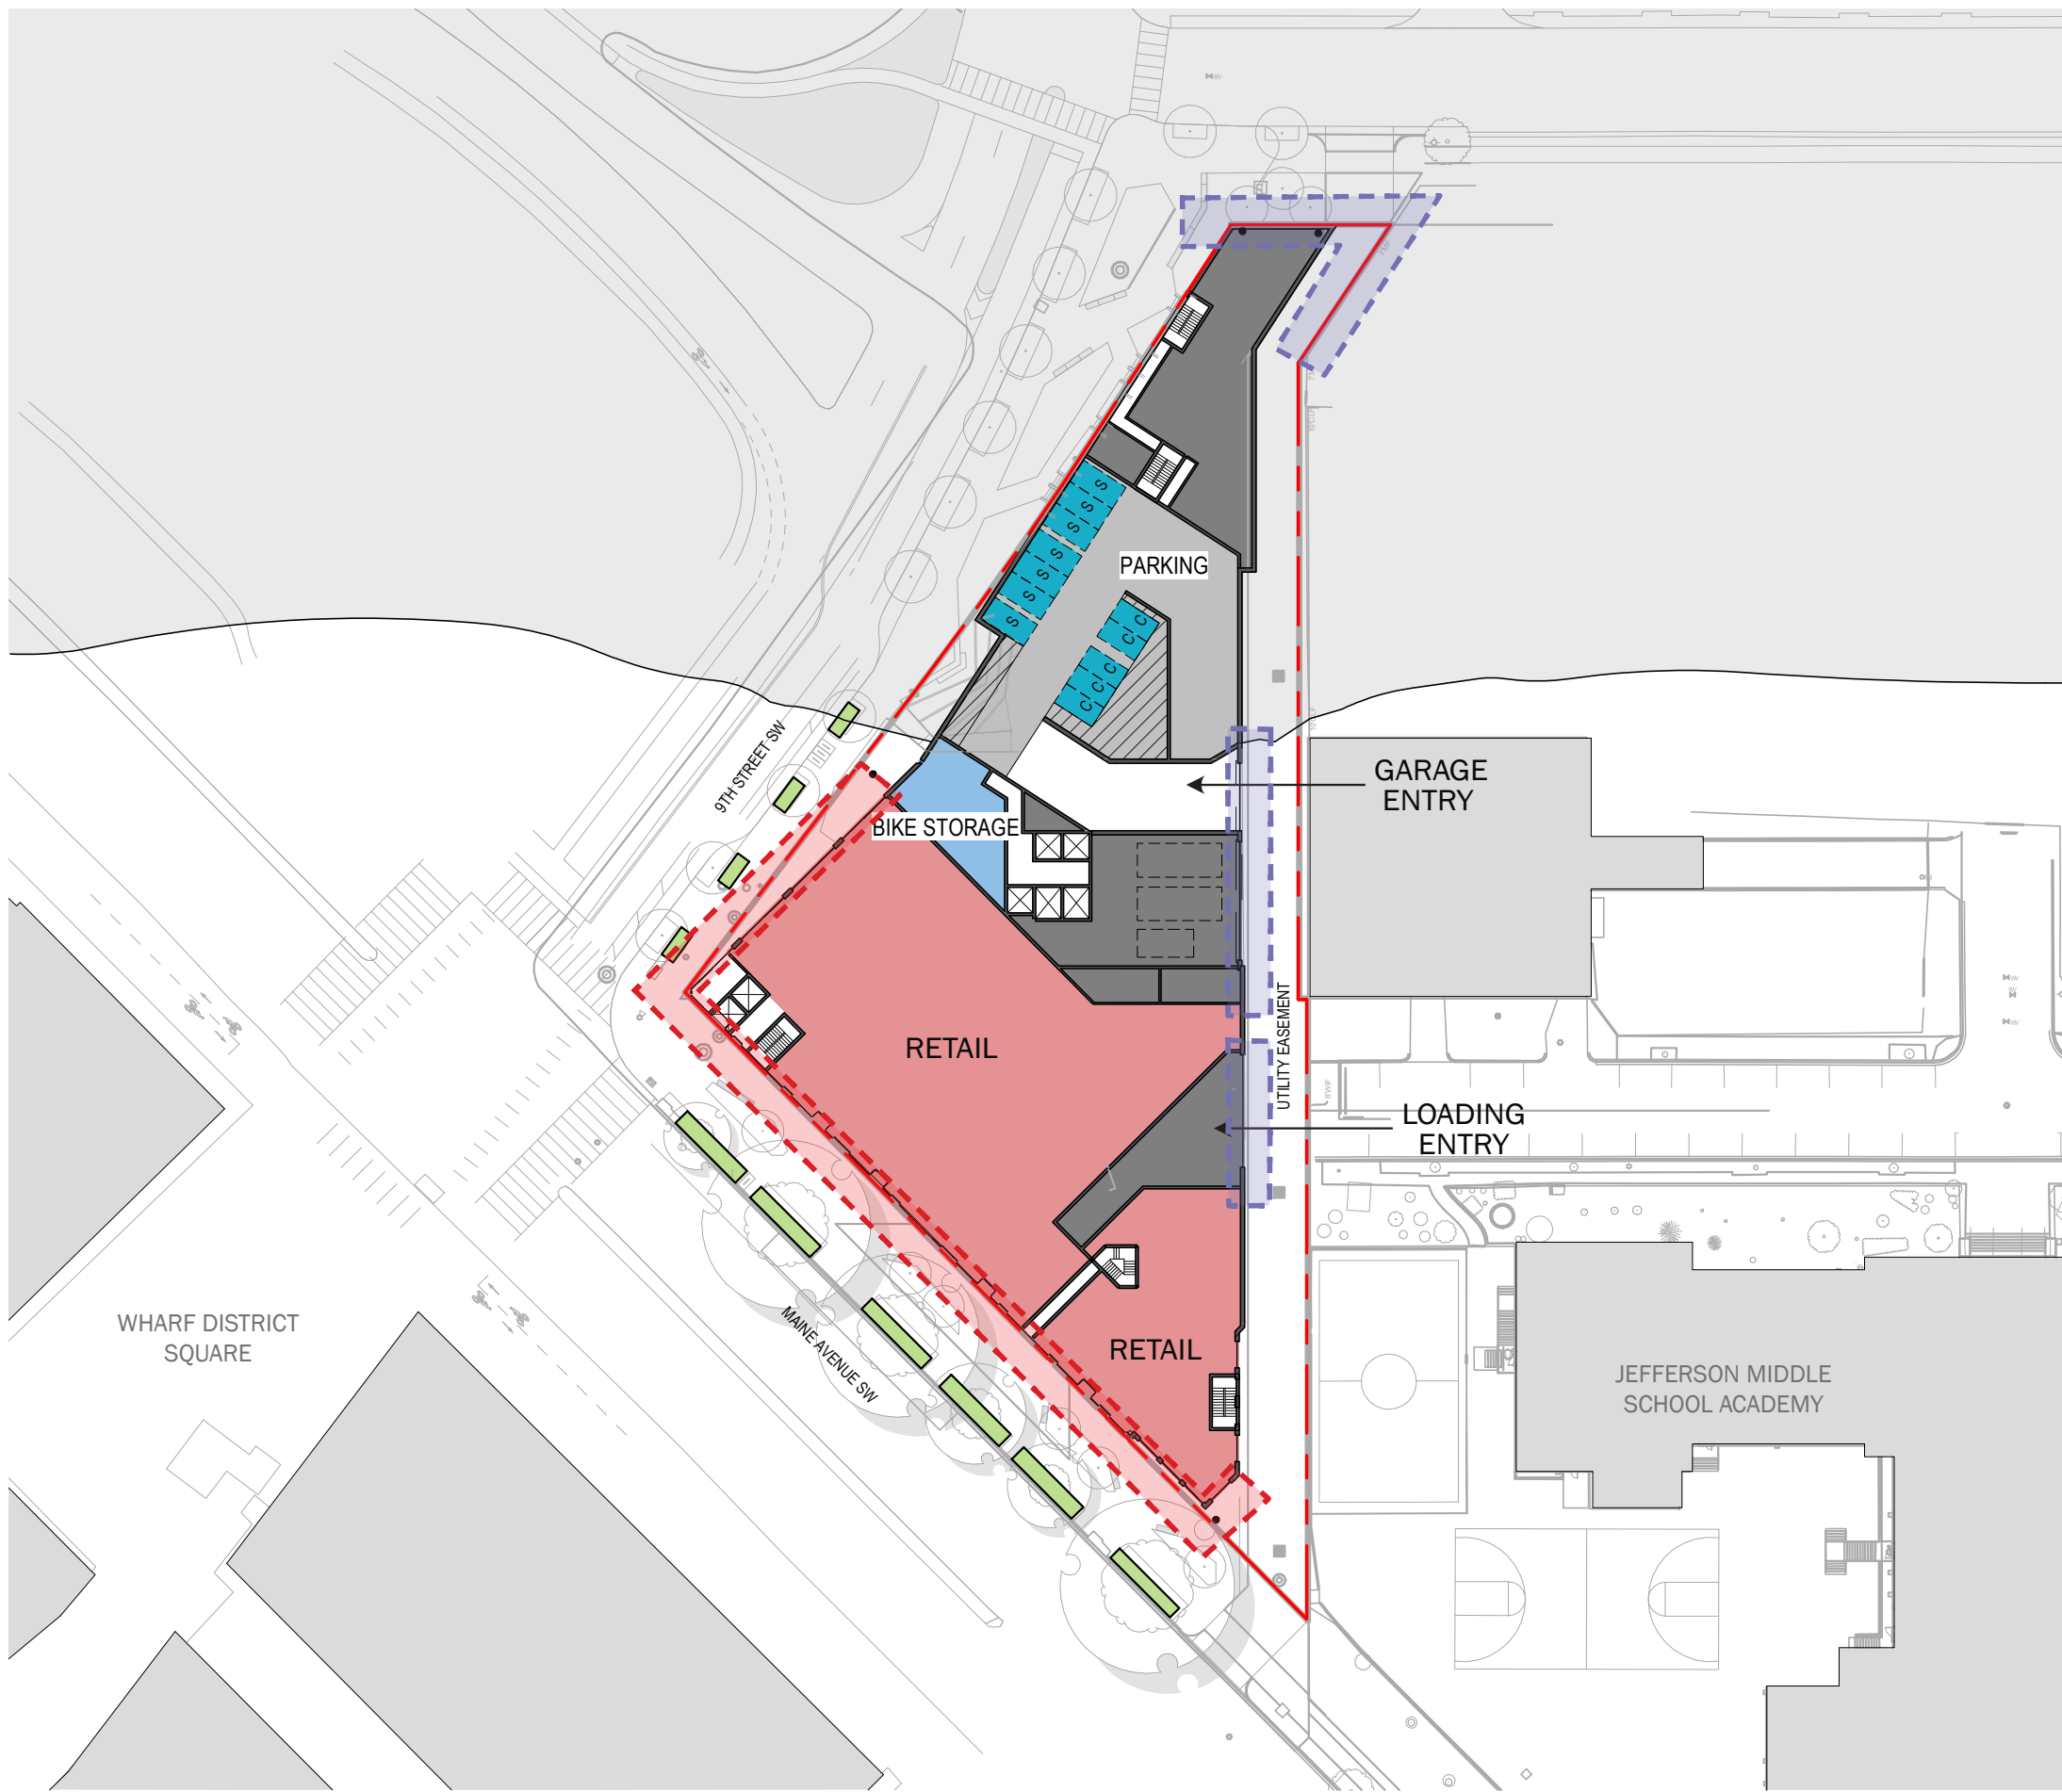 PARKING
S
S
S
S
S
S
S
C
C
C
C
C
9TH STREET SW
GARAGE
ENTRY
BIKE STORAGE
UTILITY EASEMENT
RETAIL
LOADING
ENTRY
WHARF DISTRICT
SQUARE
MAINE AVENUE SW
RETAIL
JEFFERSON MIDDLE
SCHOOL ACADEMY